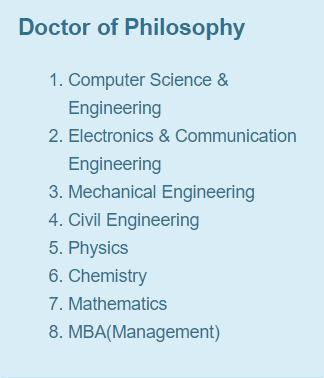 Doctor of Philosophy
1. Computer Science &
Engineering
2. Electronics & Communication
Engineering
3. Mechanical Engineering
4. Civil Engineering
5. Physics
6. Chemistry
7. Mathematics
8. MBA(Management)